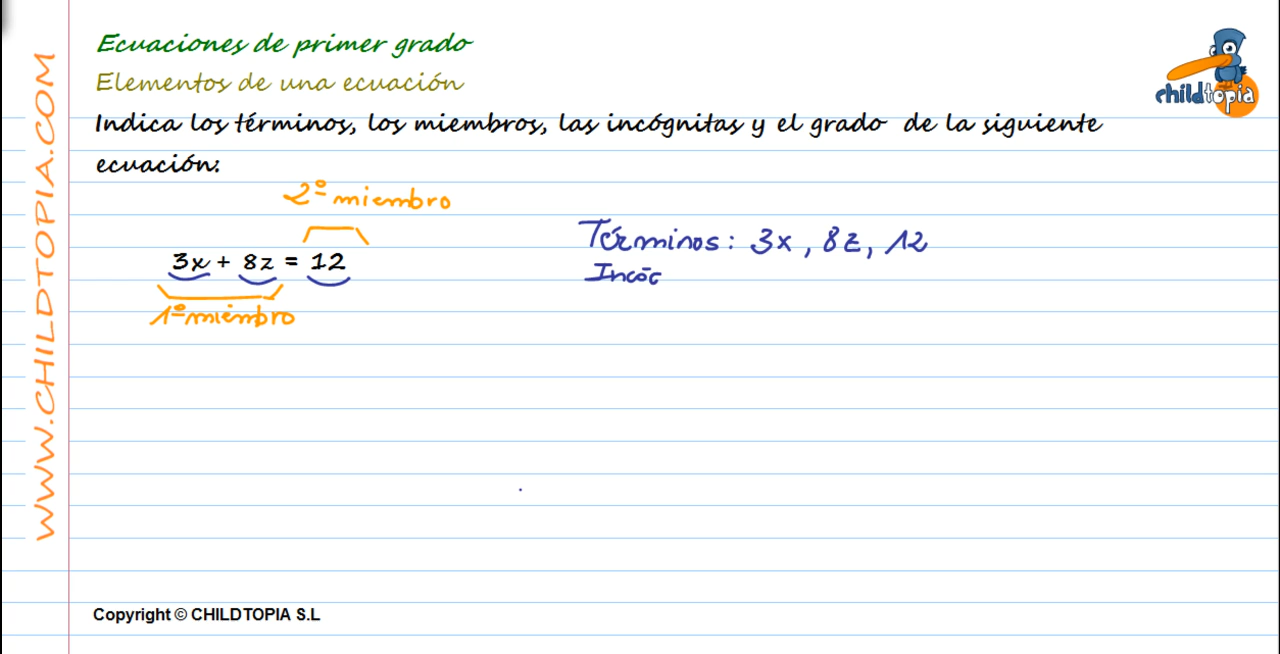 Ecuaciones de primer grado
Elementos de una ecuación
Indica los términos, los miembros, las incógnitas y el grado de la siguiente
ecuación:
2º miembro
3x + 8z = 12
1º miembro
Términos: 3x, 8z, 12
Incóc
childtopia
WWW.CHILDTOPIA.COM
Copyright © CHILDTOPIA S.L